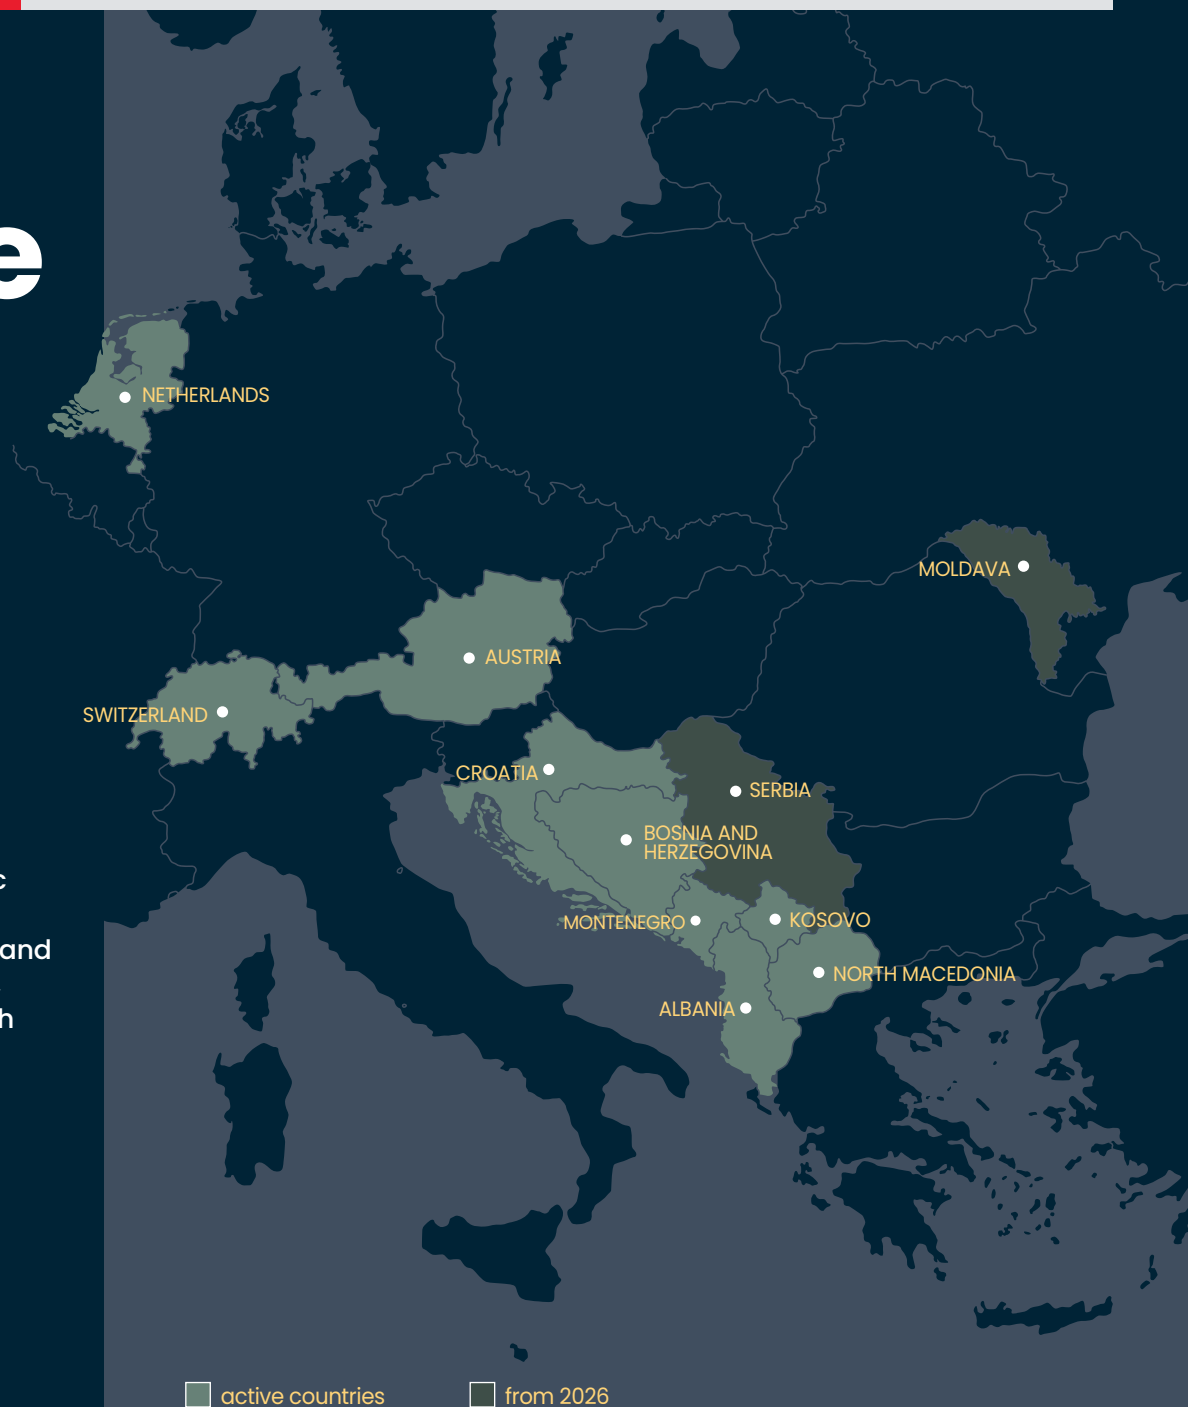 e
NETHERLANDS
MOLDAVA
AUSTRIA
SWITZERLAND
CROATIA
SERBIA
BOSNIA AND
HERZEGOVINA
c
MONTENEGRO
KOSOVO
and
NORTH MACEDONIA
ALBANIA
h
active countries
from 2026